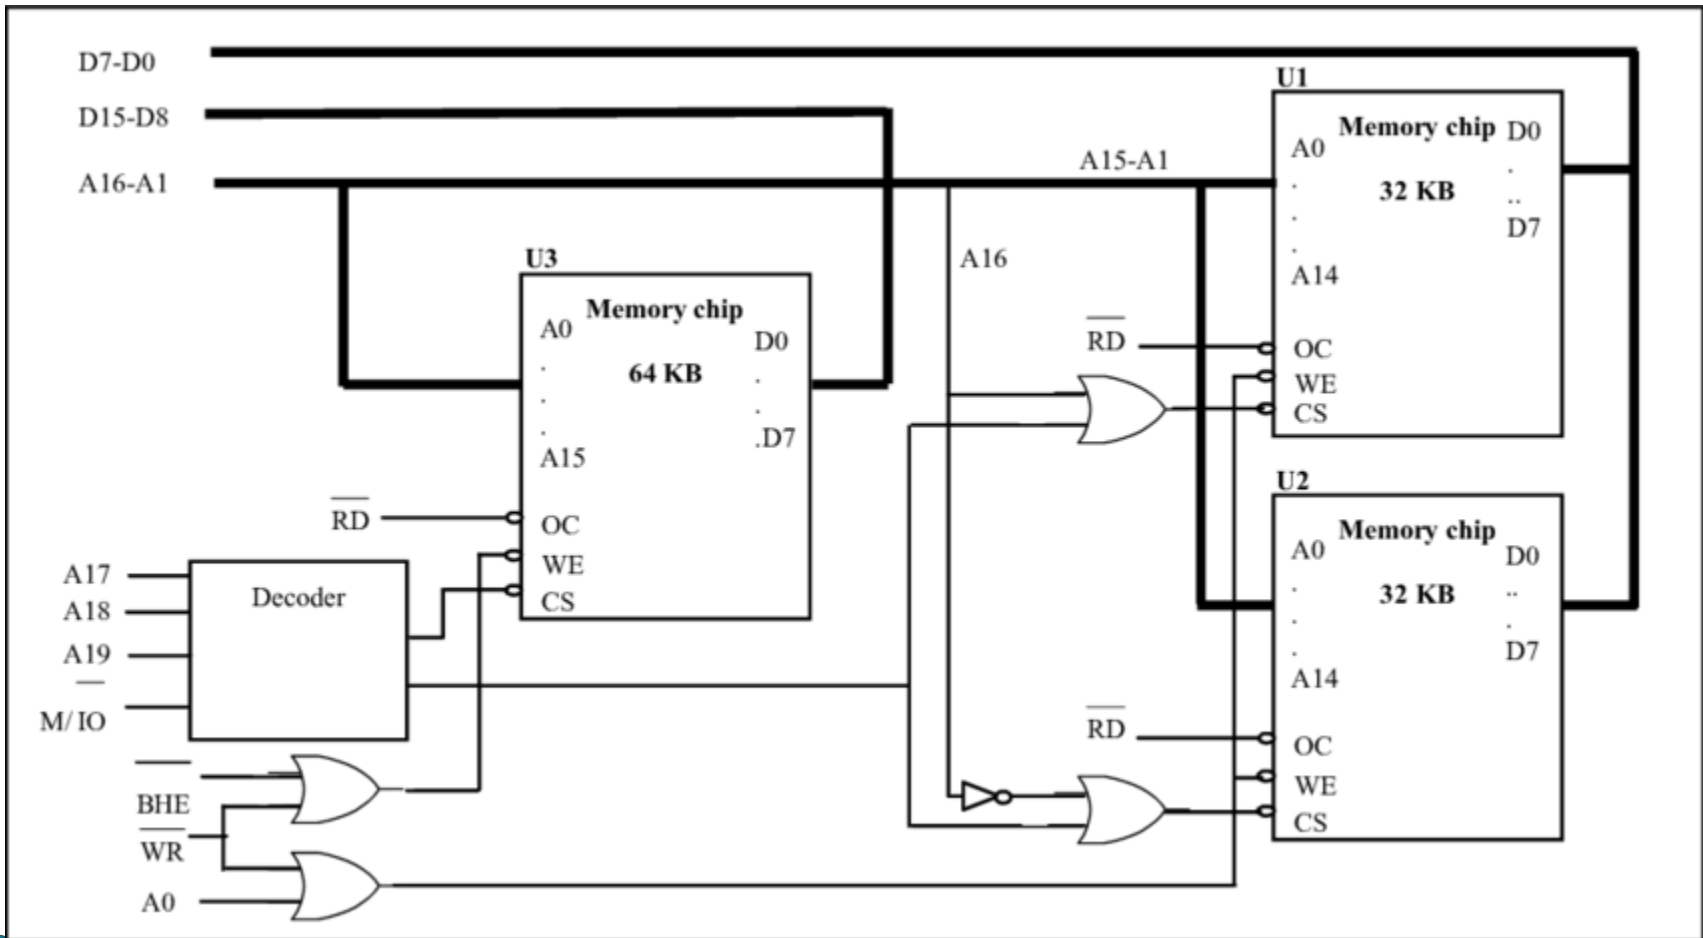 D7-D0
D15-D8
A16-A1
A15-A1
A16
U1
Memory chip
32 KB
A0
.
.
.
A14
D0
.
..
D7
RD
OC
WE
CS
U3
Memory chip
64 KB
A0
.
.
.
A15
D0
.
.
.D7
RD
OC
WE
CS
U2
Memory chip
32 KB
A0
.
.
.
A14
D0
..
.
D7
RD
OC
WE
CS
A17
A18
A19
M/ IO
Decoder
BHE
WR
A0